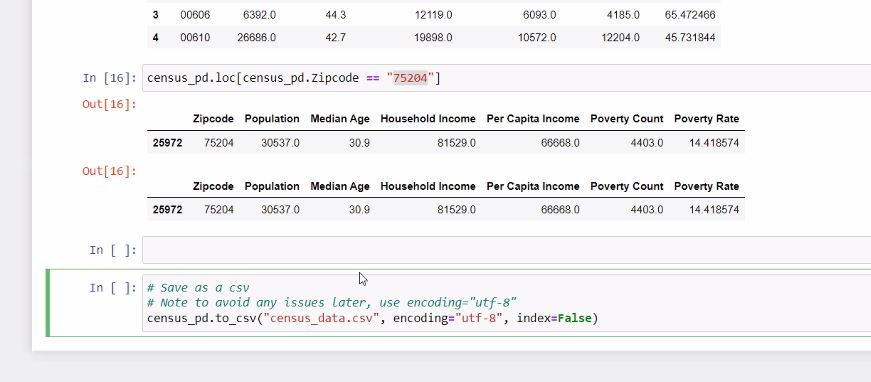 3 00606 6392.0 44.3 12119.0 6093.0 4185.0 65.472466
4 00610 26686.0 42.7 19898.0 10572.0 12204.0 45.731844
In [16]: census_pd.loc[census_pd.Zipcode == "75204"]
Out[16]:
Zipcode Population Median Age Household Income Per Capita Income Poverty Count Poverty Rate
25972 75204 30537.0 30.9 81529.0 66668.0 4403.0 14.418574
Out[16]:
Zipcode Population Median Age Household Income Per Capita Income Poverty Count Poverty Rate
25972 75204 30537.0 30.9 81529.0 66668.0 4403.0 14.418574
In [ ]:
In [ ]: # Save as a csv
# Note to avoid any issues later, use encoding="utf-8"
census_pd.to_csv("census_data.csv", encoding="utf-8", index=False)